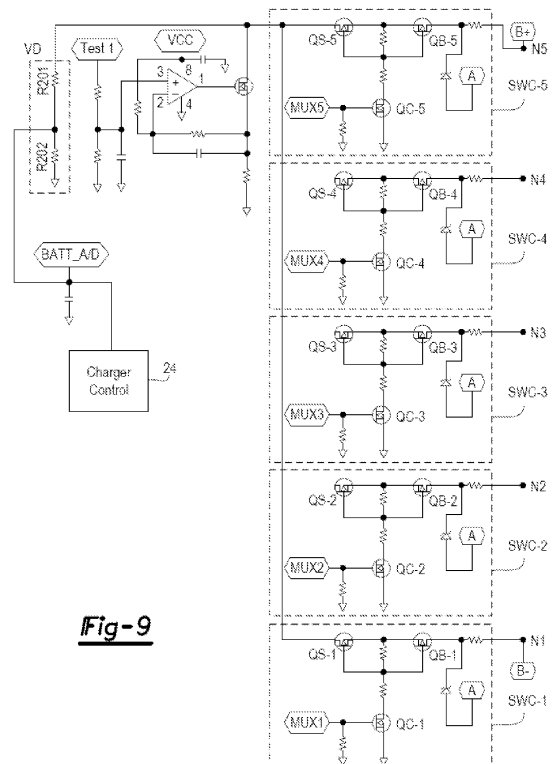 QS-5
QB-5
B+
N5
VD
R201
R202
Test 1
VCC
3
8
1
2
4
A
SWC-5
MUX5
QC-5
QS-4
QB-4
N4
A
SWC-4
MUX4
QC-4
BATT_A/D
QS-3
QB-3
N3
A
SWC-3
MUX3
QC-3
Charger
Control
24
QS-2
QB-2
N2
A
SWC-2
MUX2
QC-2
Fig-9
QS-1
QB-1
N1
B-
A
SWC-1
MUX1
QC-1